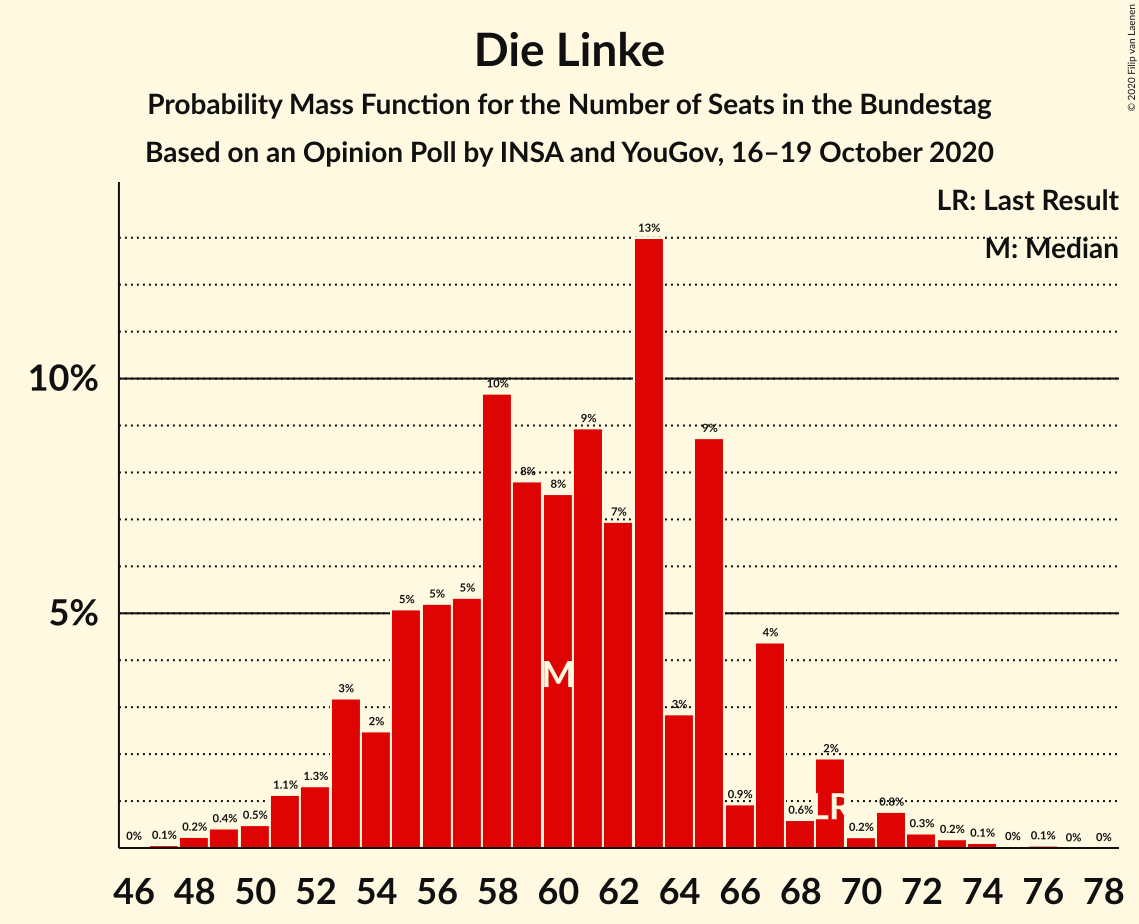 Die Linke
Probability Mass Function for the Number of Seats in the Bundestag
Based on an Opinion Poll by INSA and YouGov, 16–19 October 2020
© 2020 Filip van Laenen
LR: Last Result
M: Median
10%
5%
0% 0.1% 0.2% 0.4% 0.5% 1.1% 1.3% 3% 2% 5% 5% 5% 10% 8% 8% 9% 7% 13% 3% 9% 0.9% 4% 0.6% 2% 0.2% 0.8% 0.3% 0.2% 0.1% 0% 0.1% 0% 0%
M
LR
46 48 50 52 54 56 58 60 62 64 66 68 70 72 74 76 78